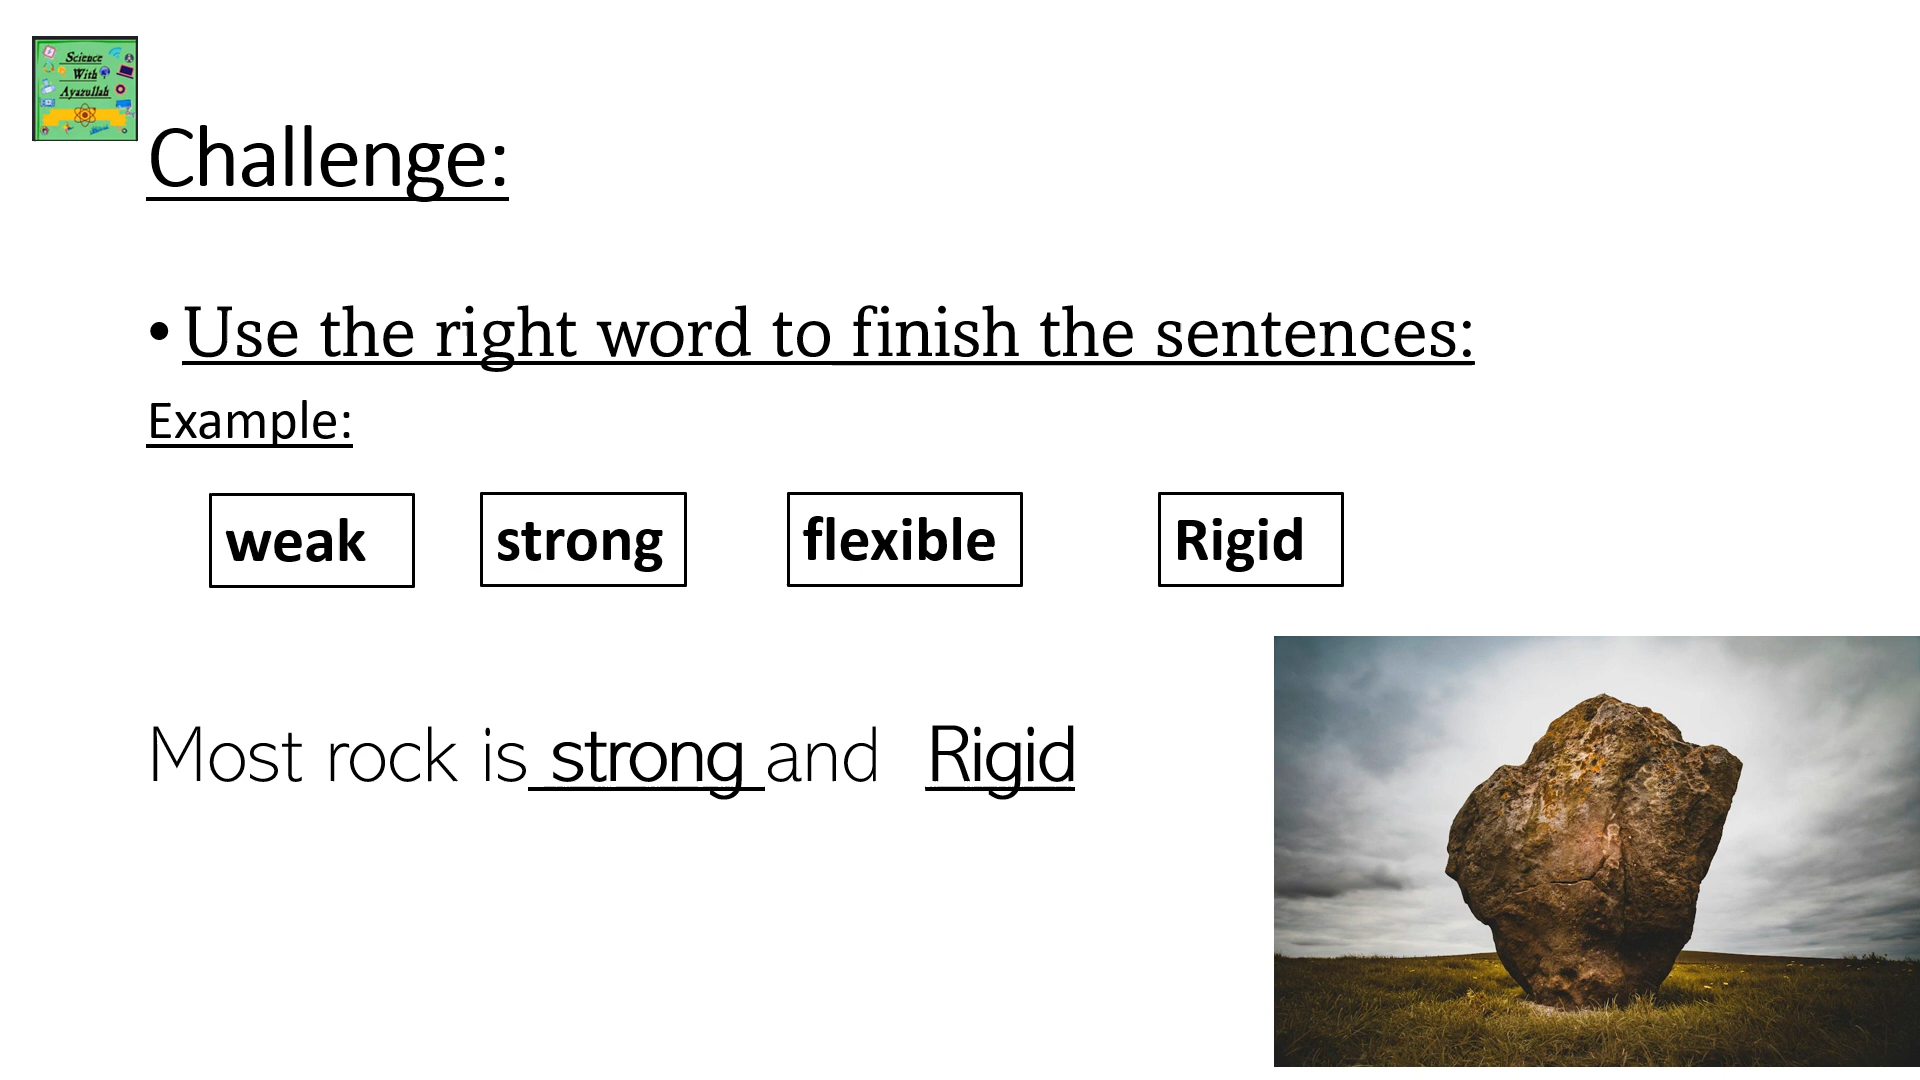 Science
With
Ayazullah
Challenge:
• Use the right word to finish the sentences:
Example:
weak strong flexible Rigid
Most rock is strong and Rigid